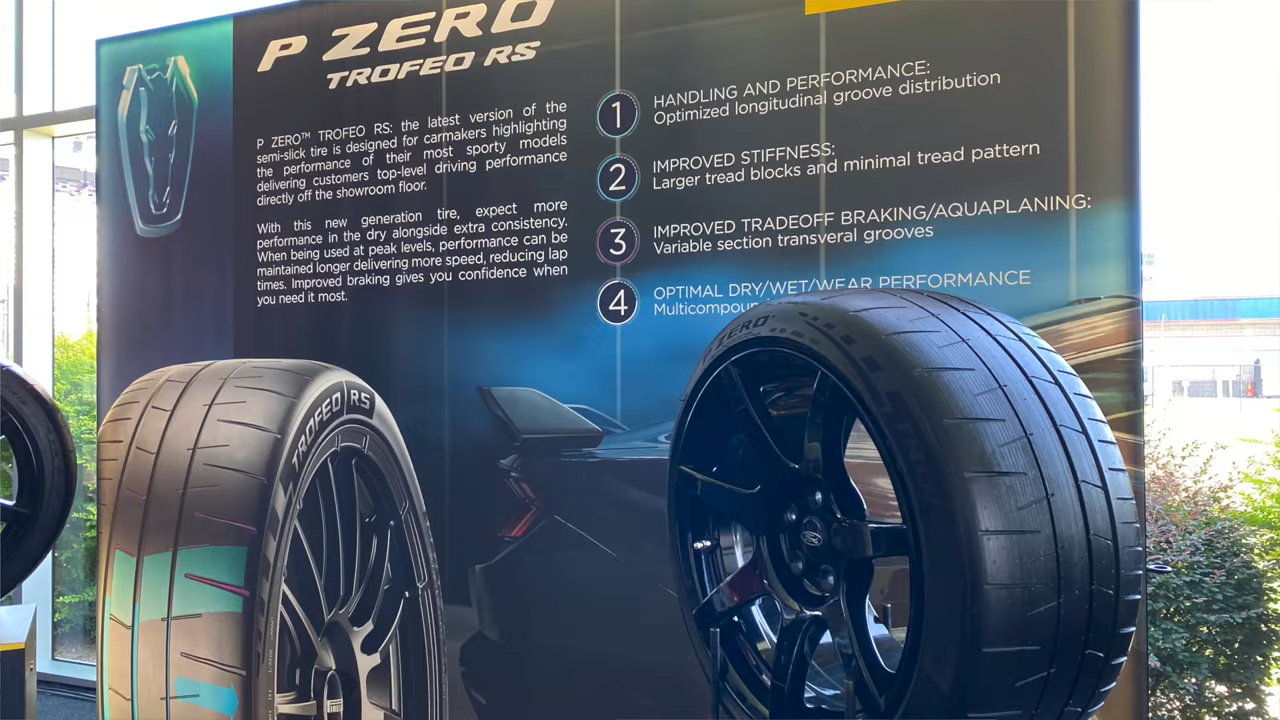 P ZERO
TROFEO RS
P ZERO™ TROFEO RS: the latest version of the
semi-slick tire is designed for carmakers highlighting
the performance of their most sporty models
delivering customers top-level driving performance
directly off the showroom floor.
With this new generation tire, expect more
performance in the dry alongside extra consistency.
When being used at peak levels, performance can be
maintained longer delivering more speed, reducing lap
times. Improved braking gives you confidence when
you need it most.
1
HANDLING AND PERFORMANCE:
Optimized longitudinal groove distribution
2
IMPROVED STIFFNESS:
Larger tread blocks and minimal tread pattern
3
IMPROVED TRADEOFF BRAKING/AQUAPLANING:
Variable section transveral grooves
4
OPTIMAL DRY/WET/WEAR PERFORMANCE
TROFEO RS
ZERO